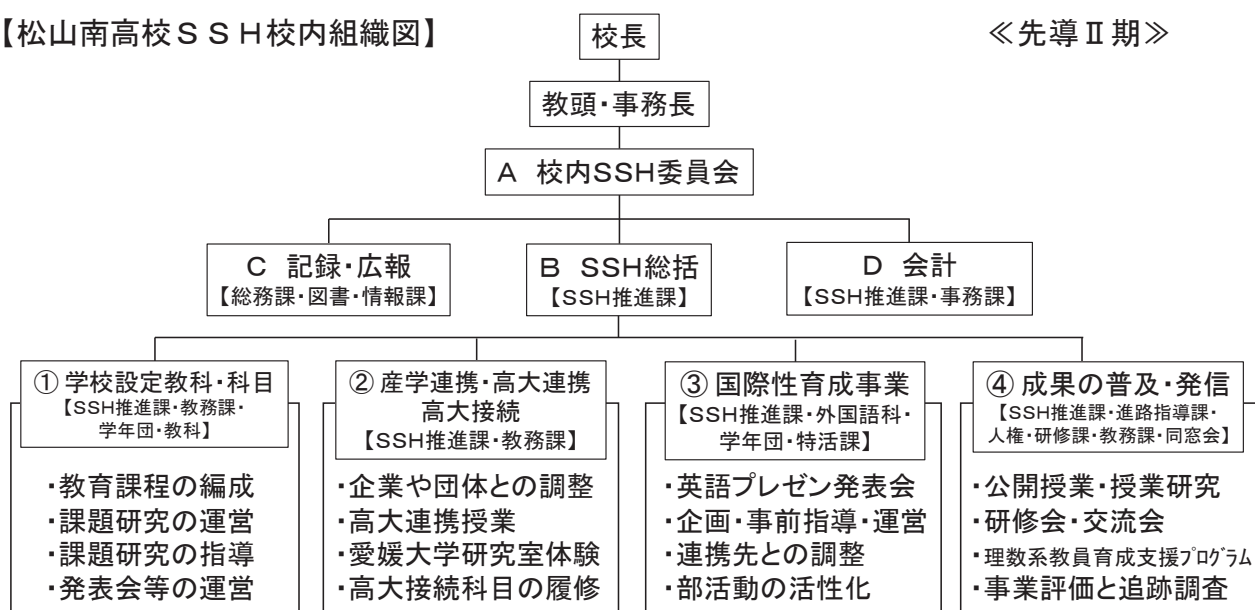 【松山南高校ＳＳＨ校内組織図】
≪先導Ⅱ期≫
校長
教頭・事務長
Ａ 校内SSH委員会
Ｃ 記録・広報
【総務課・図書・情報課】
Ｂ SSH総括
【SSH推進課】
Ｄ 会計
【SSH推進課・事務課】
① 学校設定教科・科目
【SSH推進課・教務課・
学年団・教科】
・教育課程の編成
・課題研究の運営
・課題研究の指導
・発表会等の運営
② 産学連携・高大連携
高大接続
【SSH推進課・教務課】
・企業や団体との調整
・高大連携授業
・愛媛大学研究室体験
・高大接続科目の履修
③ 国際性育成事業
【SSH推進課・外国語科・
学年団・特活課】
・英語プレゼン発表会
・企画・事前指導・運営
・連携先との調整
・部活動の活性化
④ 成果の普及・発信
【SSH推進課・進路指導課・
人権・研修課・教務課・同窓会】
・公開授業・授業研究
・研修会・交流会
・理数系教員育成支援プログラム
・事業評価と追跡調査